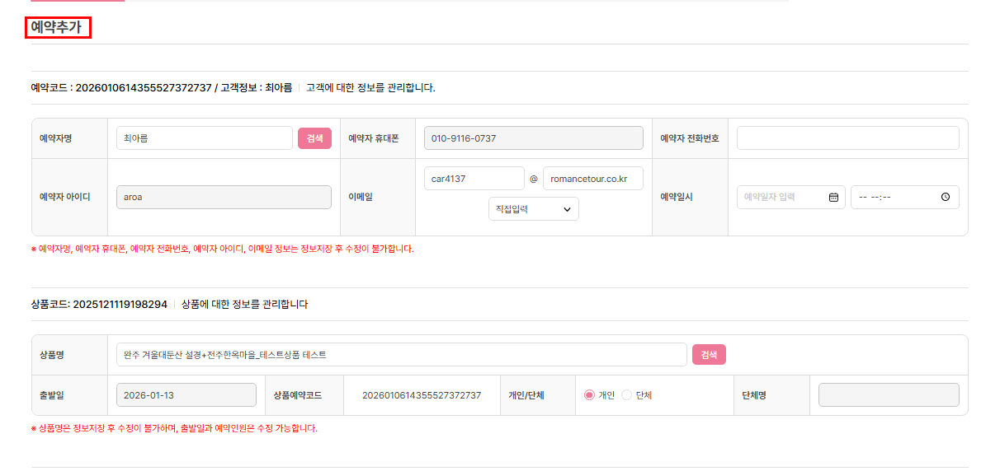 예약추가
예약코드 : 2026010614355527372737 / 고객정보 : 최아름 | 고객에 대한 정보를 관리합니다.
예약자명 최아름 검색 예약자 휴대폰 010-9116-0737 예약자 전화번호
예약자 아이디 aroa 이메일 car4137 @ romancetour.co.kr 예약일시 예약일자 입력 -- --:--
직접입력
※ 예약자명, 예약자 휴대폰, 예약자 전화번호, 예약자 아이디, 이메일 정보는 정보저장 후 수정이 불가합니다.
상품코드: 2025121119198294 | 상품에 대한 정보를 관리합니다
상품명 완주 겨울대둔산 설경+전주한옥마을_테스트상품 테스트 검색
출발일 2026-01-13 상품예약코드 2026010614355527372737 개인/단체 개인 단체 단체명
※ 상품명은 정보저장 후 수정이 불가하며, 출발일과 예약인원은 수정 가능합니다.